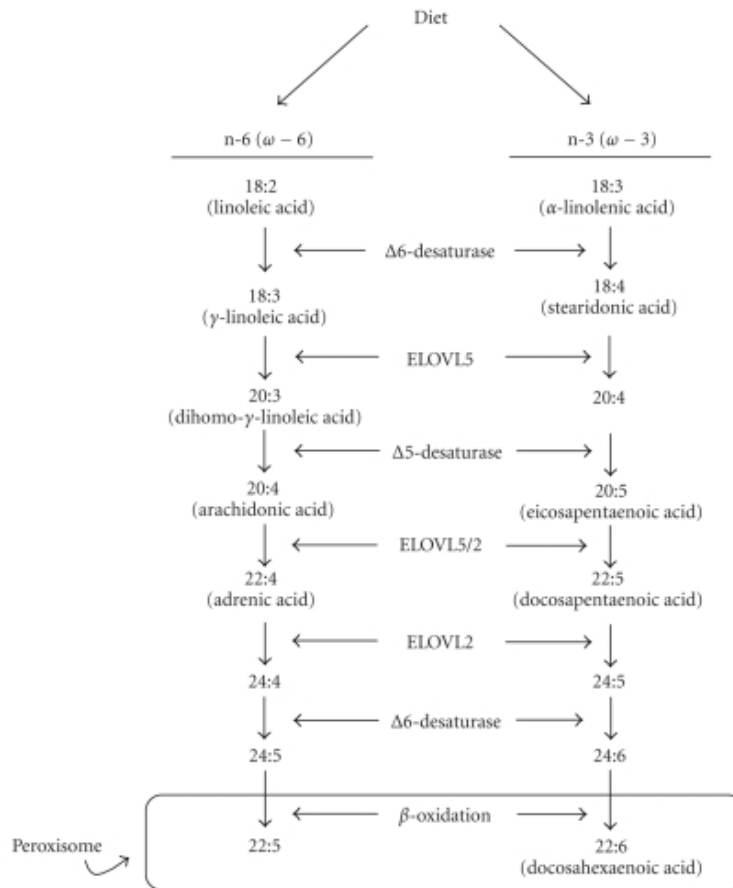 Diet
n-6 (ω − 6)
n-3 (ω − 3)
18:2
(linoleic acid)
18:3
(α-linolenic acid)
Δ6-desaturase
18:3
(γ-linoleic acid)
18:4
(stearidonic acid)
ELOVL5
20:3
(dihomo-γ-linoleic acid)
20:4
Δ5-desaturase
20:4
(arachidonic acid)
20:5
(eicosapentaenoic acid)
ELOVL5/2
22:4
(adrenic acid)
22:5
(docosapentaenoic acid)
ELOVL2
24:4
24:5
Δ6-desaturase
24:5
24:6
β-oxidation
Peroxisome
22:5
22:6
(docosahexaenoic acid)